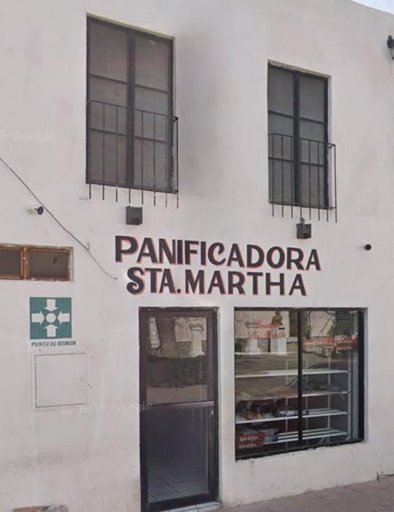 PANIFICADORA
STA. MARTHA
PUNTO DE REUNION